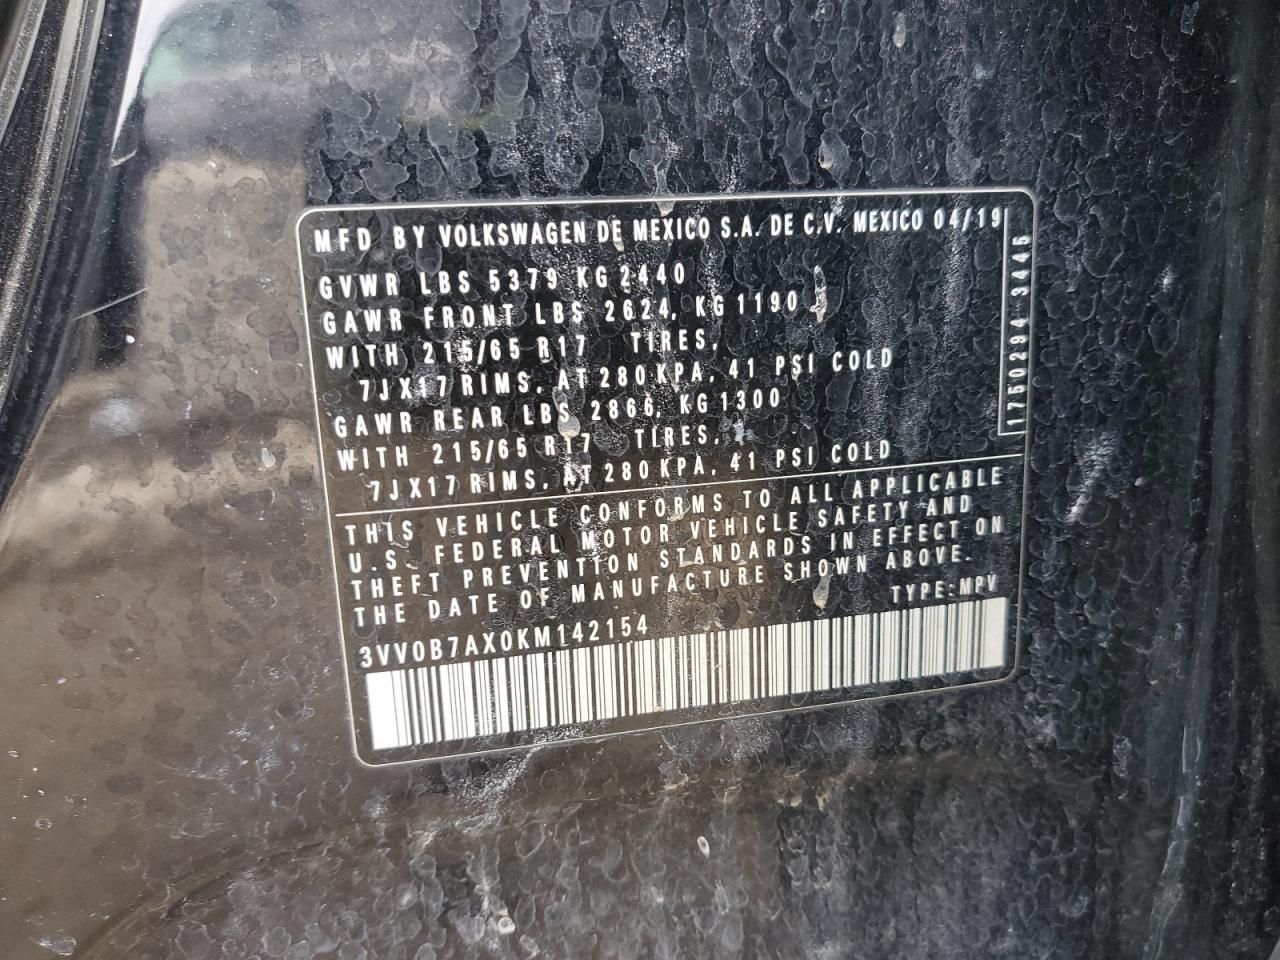 MFD BY VOLKSWAGEN DE MEXICO S.A. DE C.V. MEXICO 04/19
GVWR LBS 5379 KG 2440
GAWR FRONT LBS 2624, KG 1190
WITH 215/65 R17 TIRES,
7JX17 RIMS, AT 280KPA, 41 PSI COLD
GAWR REAR LBS 2866, KG 1300
WITH 215/65 R17 TIRES,
7JX17 RIMS, AT 280KPA, 41 PSI COLD
1750294 3445
THIS VEHICLE CONFORMS TO ALL APPLICABLE
U.S. FEDERAL MOTOR VEHICLE SAFETY AND
THEFT PREVENTION STANDARDS IN EFFECT ON
THE DATE OF MANUFACTURE SHOWN ABOVE.
TYPE:MPV
3VV0B7AX0KM142154